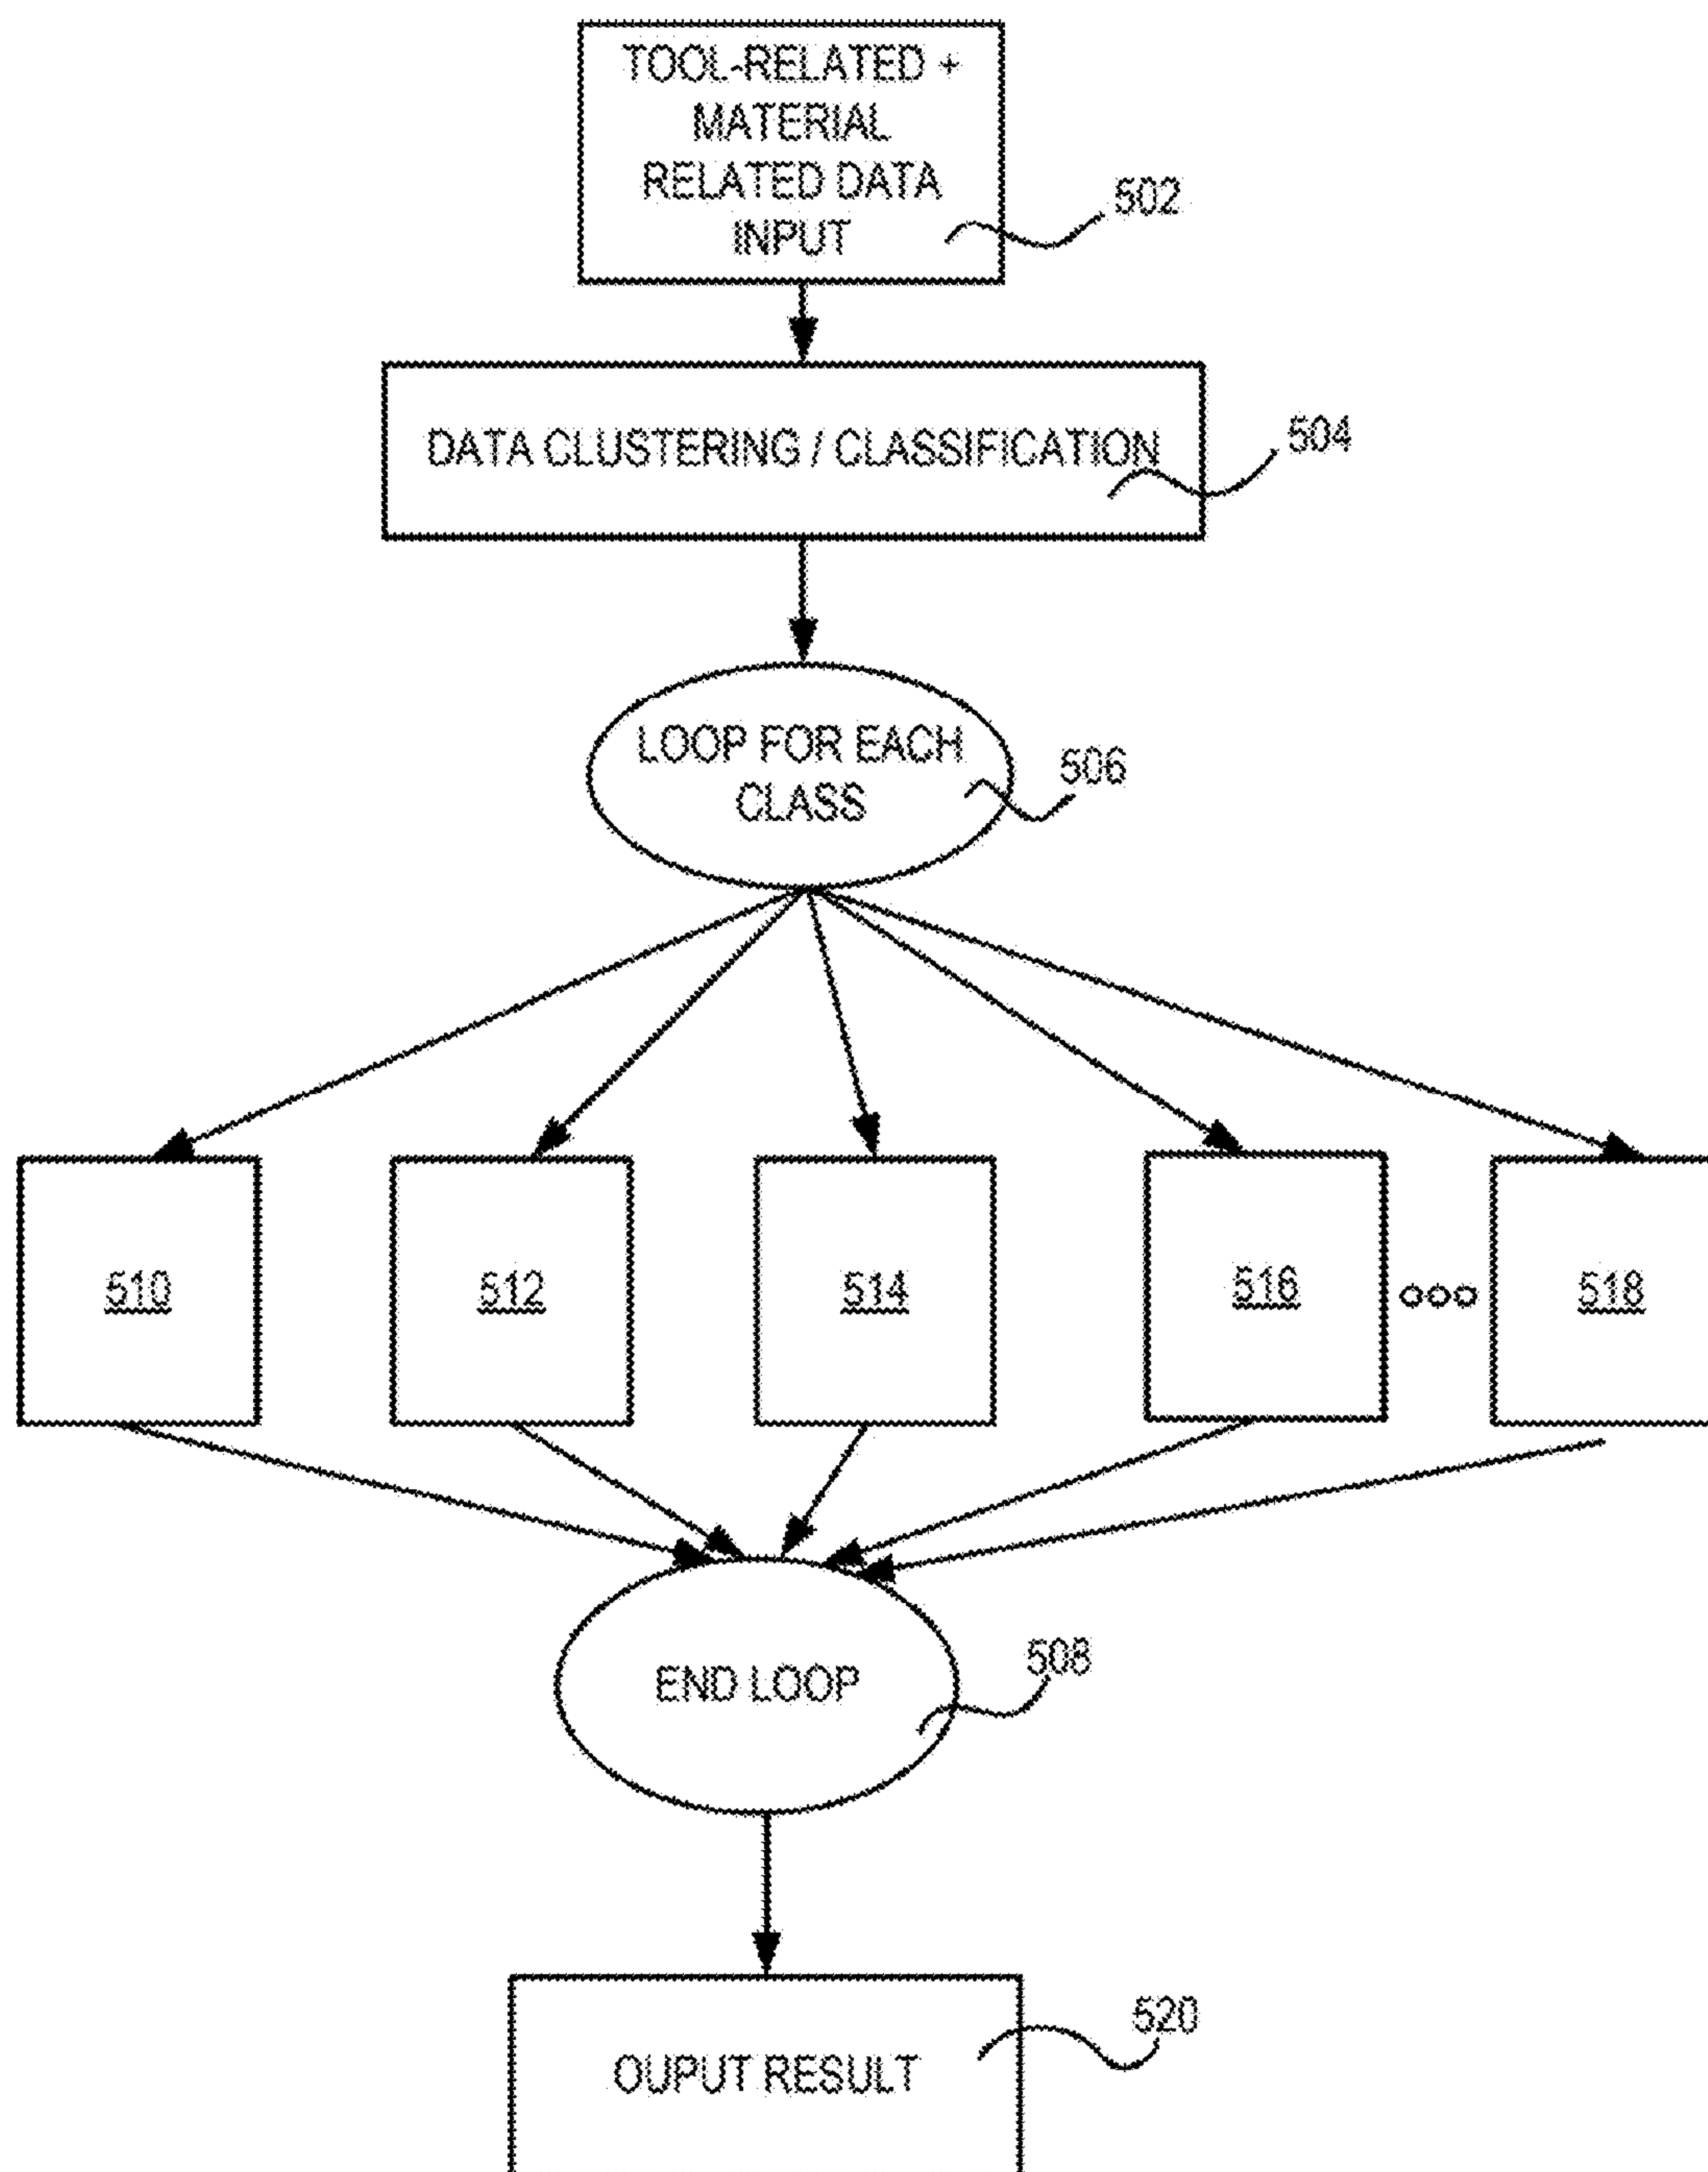 TOOL-RELATED +
MATERIAL
RELATED DATA
INPUT
502
DATA CLUSTERING / CLASSIFICATION
504
LOOP FOR EACH
CLASS
506
510
512
514
516
518
END LOOP
508
OUPUT RESULT
520